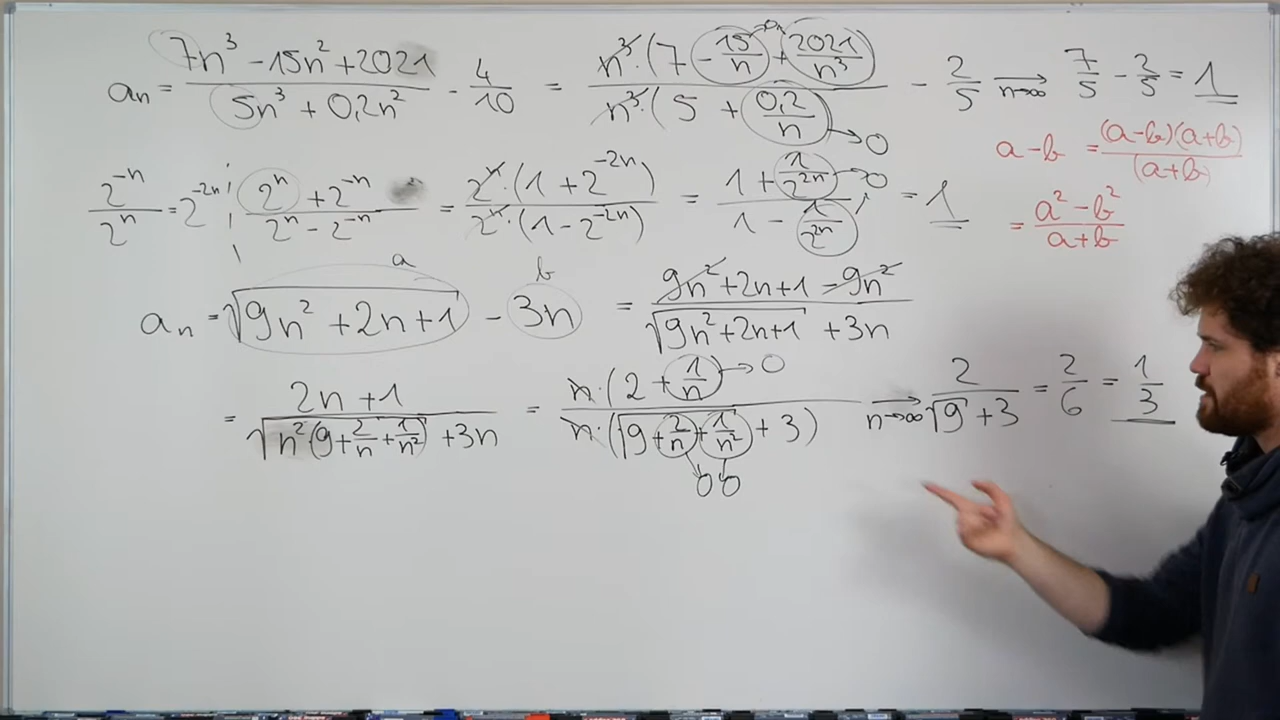 aₙ = (7n³ - 15n² + 2021)/(5n³ + 0,2n²) - 4/10 = (n³·(7 - 15/n + 2021/n³))/(n³·(5 + 0,2/n)) - 2/5 →(n→∞) 7/5 - 2/5 = 1
→0
→0
a - b = ((a-b)(a+b))/(a+b)
= (a² - b²)/(a+b)
2⁻ⁿ/2ⁿ = 2⁻²ⁿ ¦ (2ⁿ + 2⁻ⁿ)/(2ⁿ - 2⁻ⁿ) = (2ⁿ·(1 + 2⁻²ⁿ))/(2ⁿ·(1 - 2⁻²ⁿ)) = (1 + 1/2²ⁿ)/(1 - 1/2²ⁿ) →0 = 1
a b
aₙ = √(9n² + 2n + 1) - 3n = (9n² + 2n + 1 - 9n²)/(√(9n² + 2n + 1) + 3n)
= (2n + 1)/(√(n²(9 + 2/n + 1/n²)) + 3n) = (n·(2 + 1/n))/(n·(√(9 + 2/n + 1/n²) + 3)) →(n→∞) 2/(√9 + 3) = 2/6 = 1/3
→0
0 0